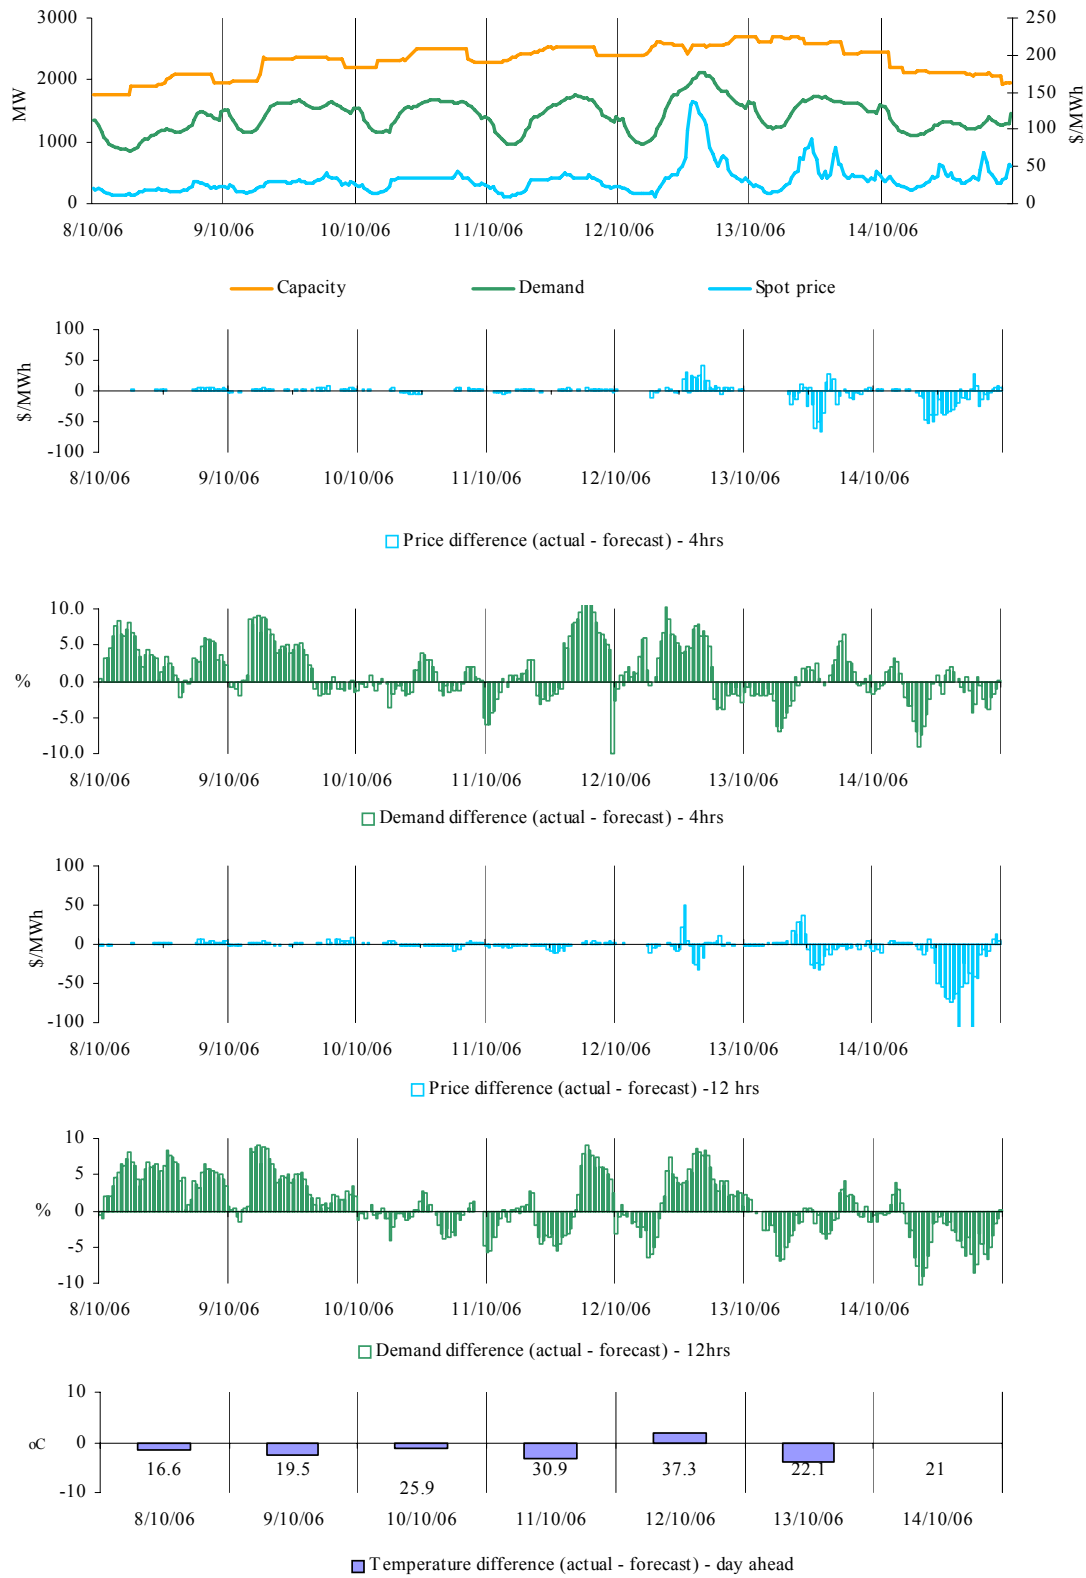 3000
2000
1000
0
MW
250
200
150
100
50
0
$/MWh
8/10/06 9/10/06 10/10/06 11/10/06 12/10/06 13/10/06 14/10/06
Capacity Demand Spot price
100
50
0
-50
-100
$/MWh
8/10/06 9/10/06 10/10/06 11/10/06 12/10/06 13/10/06 14/10/06
Price difference (actual - forecast) - 4hrs
10.0
5.0
0.0
-5.0
-10.0
%
8/10/06 9/10/06 10/10/06 11/10/06 12/10/06 13/10/06 14/10/06
Demand difference (actual - forecast) - 4hrs
100
50
0
-50
-100
$/MWh
8/10/06 9/10/06 10/10/06 11/10/06 12/10/06 13/10/06 14/10/06
Price difference (actual - forecast) -12 hrs
10
5
0
-5
-10
%
8/10/06 9/10/06 10/10/06 11/10/06 12/10/06 13/10/06 14/10/06
Demand difference (actual - forecast) - 12hrs
10
0
-10
oC
16.6 19.5 25.9 30.9 37.3 22.1 21
8/10/06 9/10/06 10/10/06 11/10/06 12/10/06 13/10/06 14/10/06
Temperature difference (actual - forecast) - day ahead